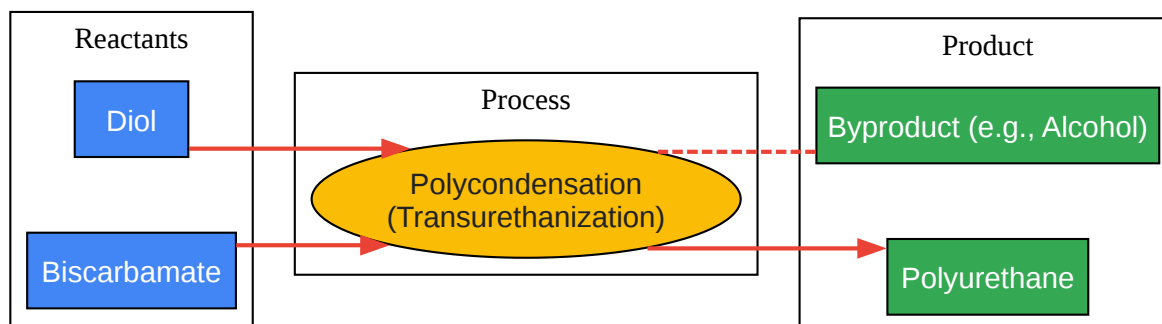 Reactants
Diol
Biscarbamate
Process
Polycondensation
(Transurethanization)
Product
Byproduct (e.g., Alcohol)
Polyurethane